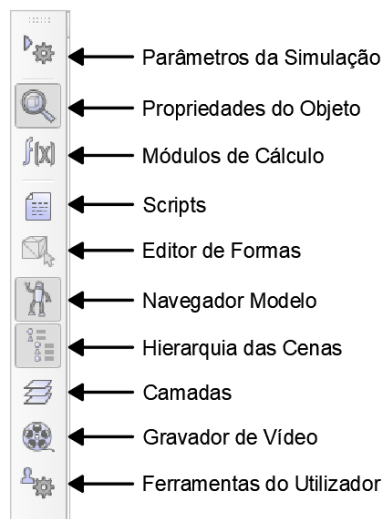 Parâmetros da Simulação
Propriedades do Objeto
f(x)
Módulos de Cálculo
Scripts
Editor de Formas
Navegador Modelo
Hierarquia das Cenas
Camadas
Gravador de Vídeo
Ferramentas do Utilizador